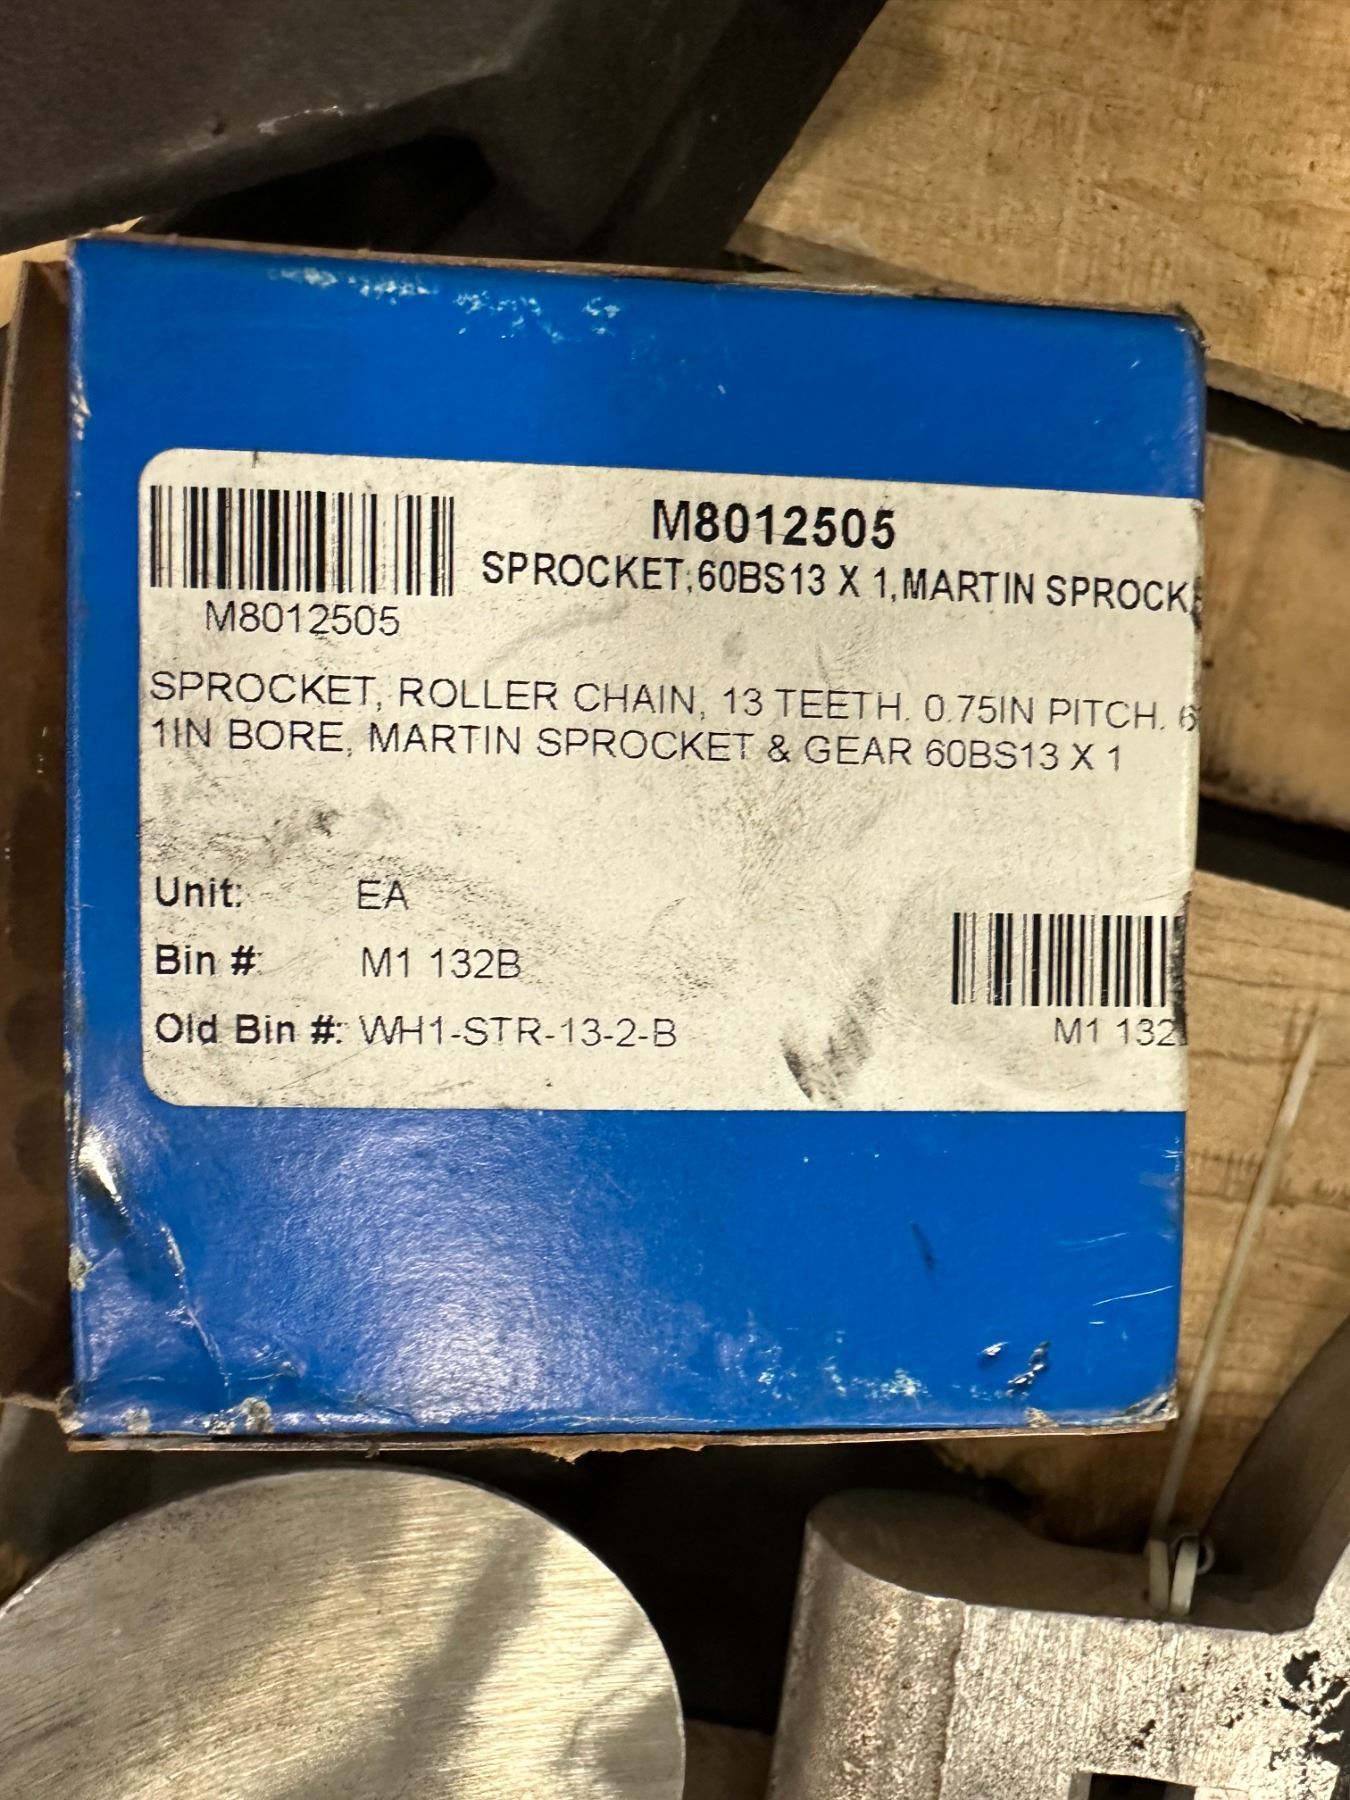 M8012505
SPROCKET,60BS13 X 1,MARTIN SPROCK
M8012505
SPROCKET, ROLLER CHAIN, 13 TEETH. 0.75IN PITCH. 6
1IN BORE, MARTIN SPROCKET & GEAR 60BS13 X 1
Unit: EA
Bin #: M1 132B
Old Bin #: WH1-STR-13-2-B
M1 132